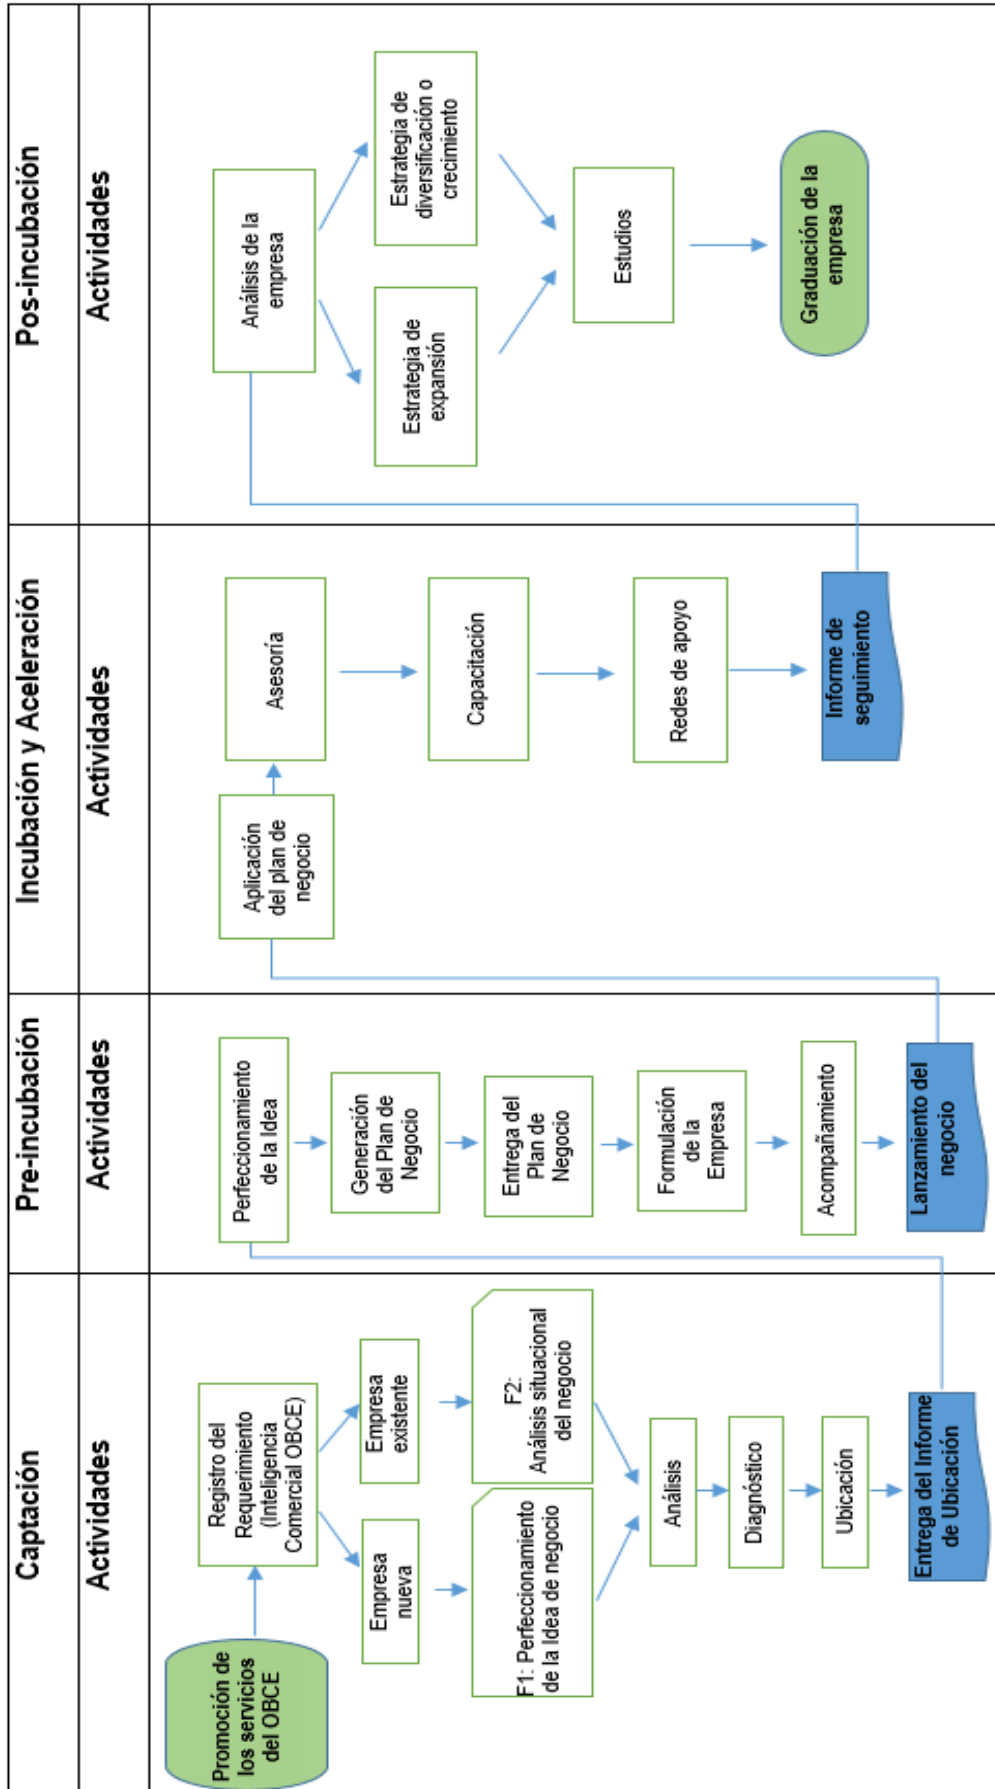 Captación
Actividades
Promoción de
los servicios
del OBCE
Registro del
Requerimiento
(Inteligencia
Comercial OBCE)
Empresa
nueva
Empresa
existente
F1: Perfeccionamiento
de la Idea de negocio
F2:
Análisis situacional
del negocio
Análisis
Diagnóstico
Ubicación
Entrega del Informe
de Ubicación
Pre-incubación
Actividades
Perfeccionamiento
de la Idea
Generación
del Plan de
Negocio
Entrega del
Plan de
Negocio
Formulación
de la
Empresa
Acompañamiento
Lanzamiento del
negocio
Incubación y Aceleración
Actividades
Aplicación
del plan de
negocio
Asesoría
Capacitación
Redes de apoyo
Informe de
seguimiento
Pos-incubación
Actividades
Análisis de la
empresa
Estrategia de
expansión
Estrategia de
diversificación o
crecimiento
Estudios
Graduación de la
empresa